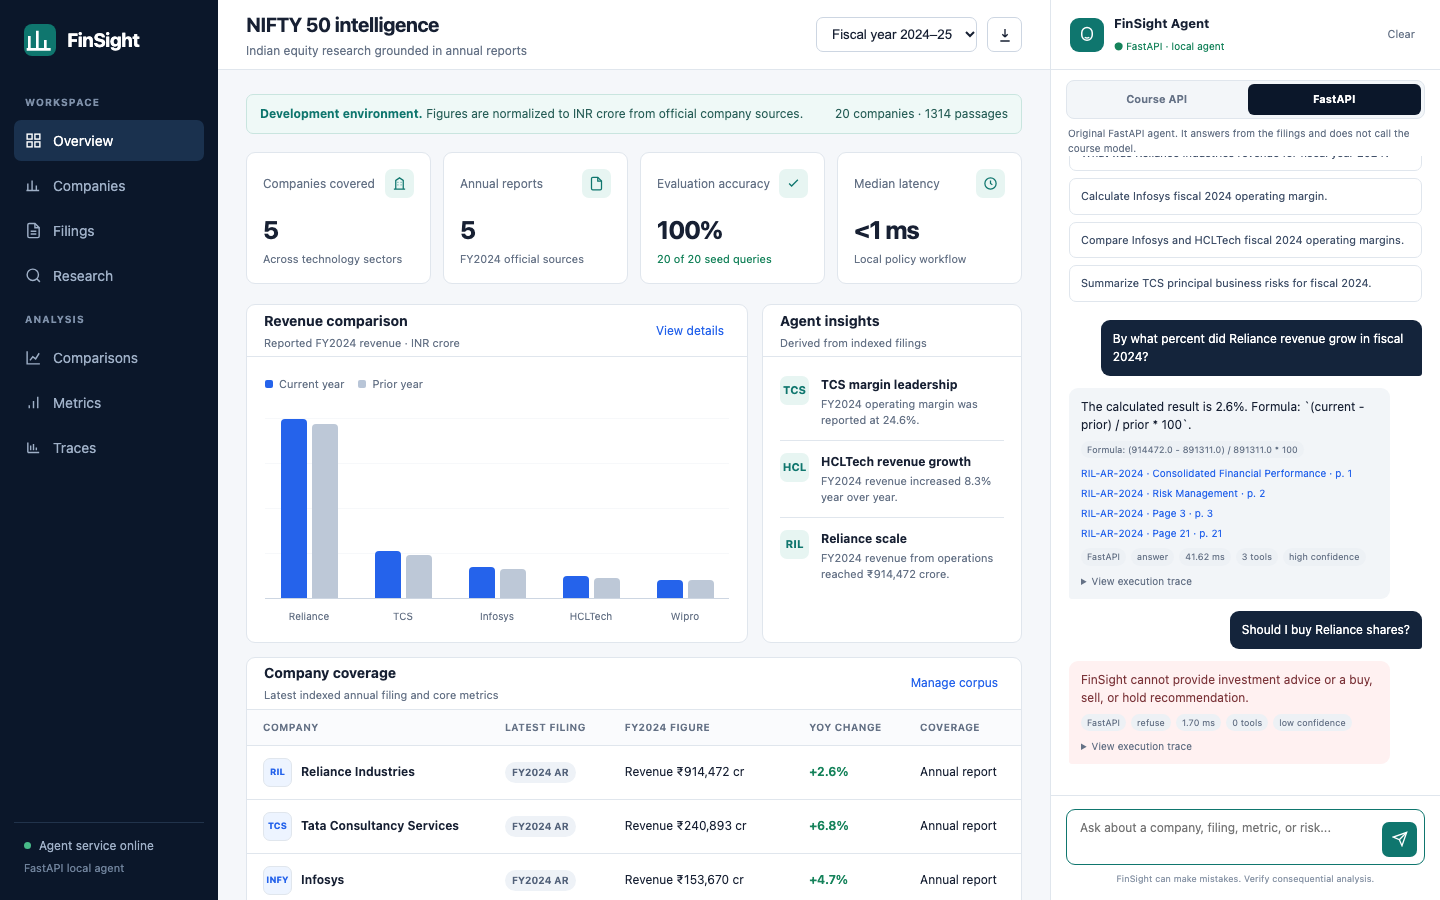 FinSight
WORKSPACE
Overview
Companies
Filings
Research
ANALYSIS
Comparisons
Metrics
Traces
Agent service online
FastAPI local agent
NIFTY 50 intelligence
Indian equity research grounded in annual reports
Fiscal year 2024–25
Development environment. Figures are normalized to INR crore from official company sources.
20 companies · 1314 passages
Companies covered
5
Across technology sectors
Annual reports
5
FY2024 official sources
Evaluation accuracy
100%
20 of 20 seed queries
Median latency
<1 ms
Local policy workflow
Revenue comparison
Reported FY2024 revenue · INR crore
View details
Current year
Prior year
Reliance
TCS
Infosys
HCLTech
Wipro
Agent insights
Derived from indexed filings
TCS
TCS margin leadership
FY2024 operating margin was
reported at 24.6%.
HCL
HCLTech revenue growth
FY2024 revenue increased 8.3%
year over year.
RIL
Reliance scale
FY2024 revenue from operations
reached ₹914,472 crore.
Company coverage
Latest indexed annual filing and core metrics
Manage corpus
COMPANY LATEST FILING FY2024 FIGURE YOY CHANGE COVERAGE
RIL Reliance Industries FY2024 AR Revenue ₹914,472 cr +2.6% Annual report
TCS Tata Consultancy Services FY2024 AR Revenue ₹240,893 cr +6.8% Annual report
INFY Infosys FY2024 AR Revenue ₹153,670 cr +4.7% Annual report
FinSight Agent
FastAPI · local agent
Clear
Course API
FastAPI
Original FastAPI agent. It answers from the filings and does not call the
course model.
Calculate Infosys fiscal 2024 operating margin.
Compare Infosys and HCLTech fiscal 2024 operating margins.
Summarize TCS principal business risks for fiscal 2024.
By what percent did Reliance revenue grow in fiscal
2024?
The calculated result is 2.6%. Formula: `(current -
prior) / prior * 100`.
Formula: (914472.0 - 891311.0) / 891311.0 * 100
RIL-AR-2024 · Consolidated Financial Performance · p. 1
RIL-AR-2024 · Risk Management · p. 2
RIL-AR-2024 · Page 3 · p. 3
RIL-AR-2024 · Page 21 · p. 21
FastAPI answer 41.62 ms 3 tools high confidence
View execution trace
Should I buy Reliance shares?
FinSight cannot provide investment advice or a buy,
sell, or hold recommendation.
FastAPI refuse 1.70 ms 0 tools low confidence
View execution trace
Ask about a company, filing, metric, or risk...
FinSight can make mistakes. Verify consequential analysis.